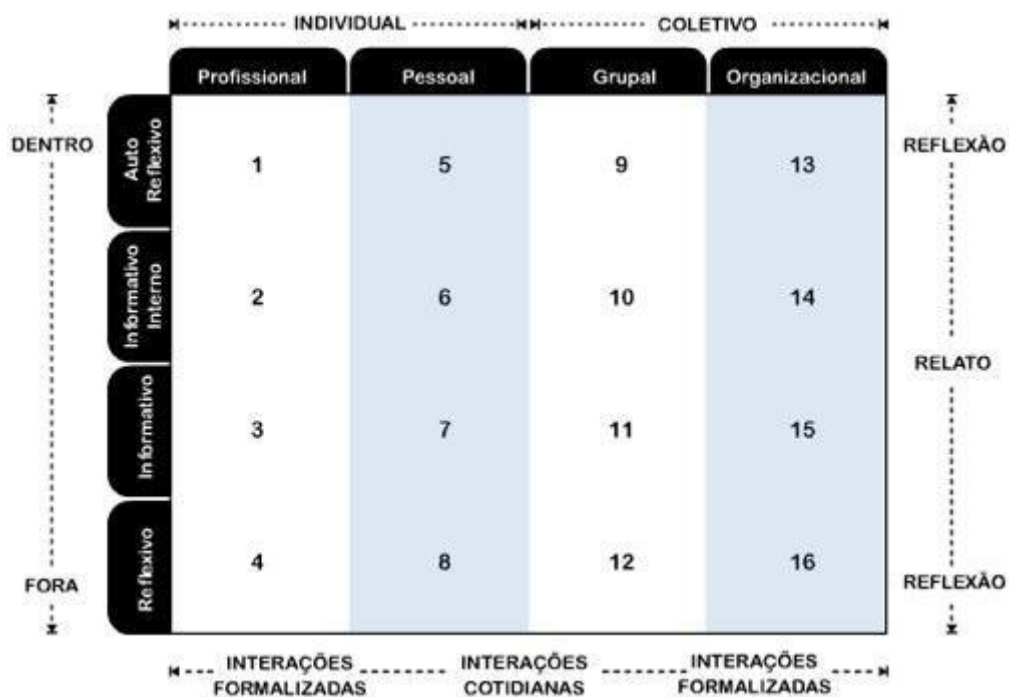 INDIVIDUAL COLETIVO
Profissional Pessoal Grupal Organizacional
DENTRO
Auto
Reflexivo
1 5 9 13
REFLEXÃO
Informativo
Interno
2 6 10 14
RELATO
Informativo
3 7 11 15
Reflexivo
4 8 12 16
FORA
REFLEXÃO
INTERAÇÕES INTERAÇÕES INTERAÇÕES
FORMALIZADAS COTIDIANAS FORMALIZADAS